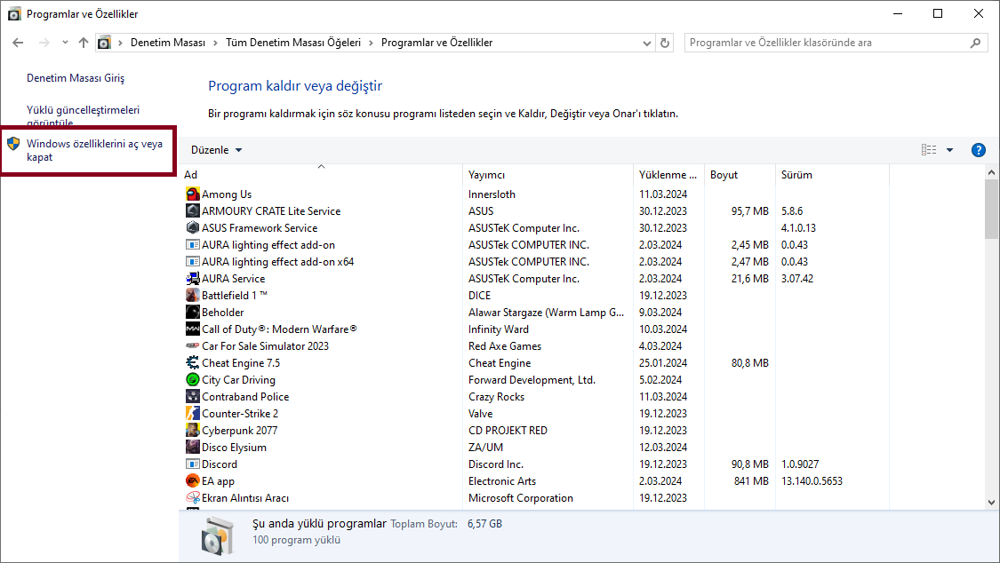 Programlar ve Özellikler
Denetim Masası > Tüm Denetim Masası Öğeleri > Programlar ve Özellikler
Programlar ve Özellikler klasöründe ara
Denetim Masası Giriş
Yüklü güncelleştirmeleri
görüntüle
Windows özelliklerini aç veya
kapat
Program kaldır veya değiştir
Bir programı kaldırmak için söz konusu programı listeden seçin ve Kaldır, Değiştir veya Onar'ı tıklatın.
Düzenle
Ad Yayımcı Yüklenme ... Boyut Sürüm
Among Us Innersloth 11.03.2024
ARMOURY CRATE Lite Service ASUS 30.12.2023 95,7 MB 5.8.6
ASUS Framework Service ASUSTeK Computer Inc. 30.12.2023 4.1.0.13
AURA lighting effect add-on ASUSTek COMPUTER INC. 2.03.2024 2,45 MB 0.0.43
AURA lighting effect add-on x64 ASUSTek COMPUTER INC. 2.03.2024 2,47 MB 0.0.43
AURA Service ASUSTeK Computer Inc. 2.03.2024 21,6 MB 3.07.42
Battlefield 1 ™ DICE 19.12.2023
Beholder Alawar Stargaze (Warm Lamp G... 9.03.2024
Call of Duty®: Modern Warfare® Infinity Ward 10.03.2024
Car For Sale Simulator 2023 Red Axe Games 4.03.2024
Cheat Engine 7.5 Cheat Engine 25.01.2024 80,8 MB
City Car Driving Forward Development, Ltd. 5.02.2024
Contraband Police Crazy Rocks 11.03.2024
Counter-Strike 2 Valve 19.12.2023
Cyberpunk 2077 CD PROJEKT RED 19.12.2023
Disco Elysium ZA/UM 12.03.2024
Discord Discord Inc. 19.12.2023 90,8 MB 1.0.9027
EA app Electronic Arts 2.03.2024 841 MB 13.140.0.5653
Ekran Alıntısı Aracı Microsoft Corporation 19.12.2023
Şu anda yüklü programlar Toplam Boyut: 6,57 GB
100 program yüklü